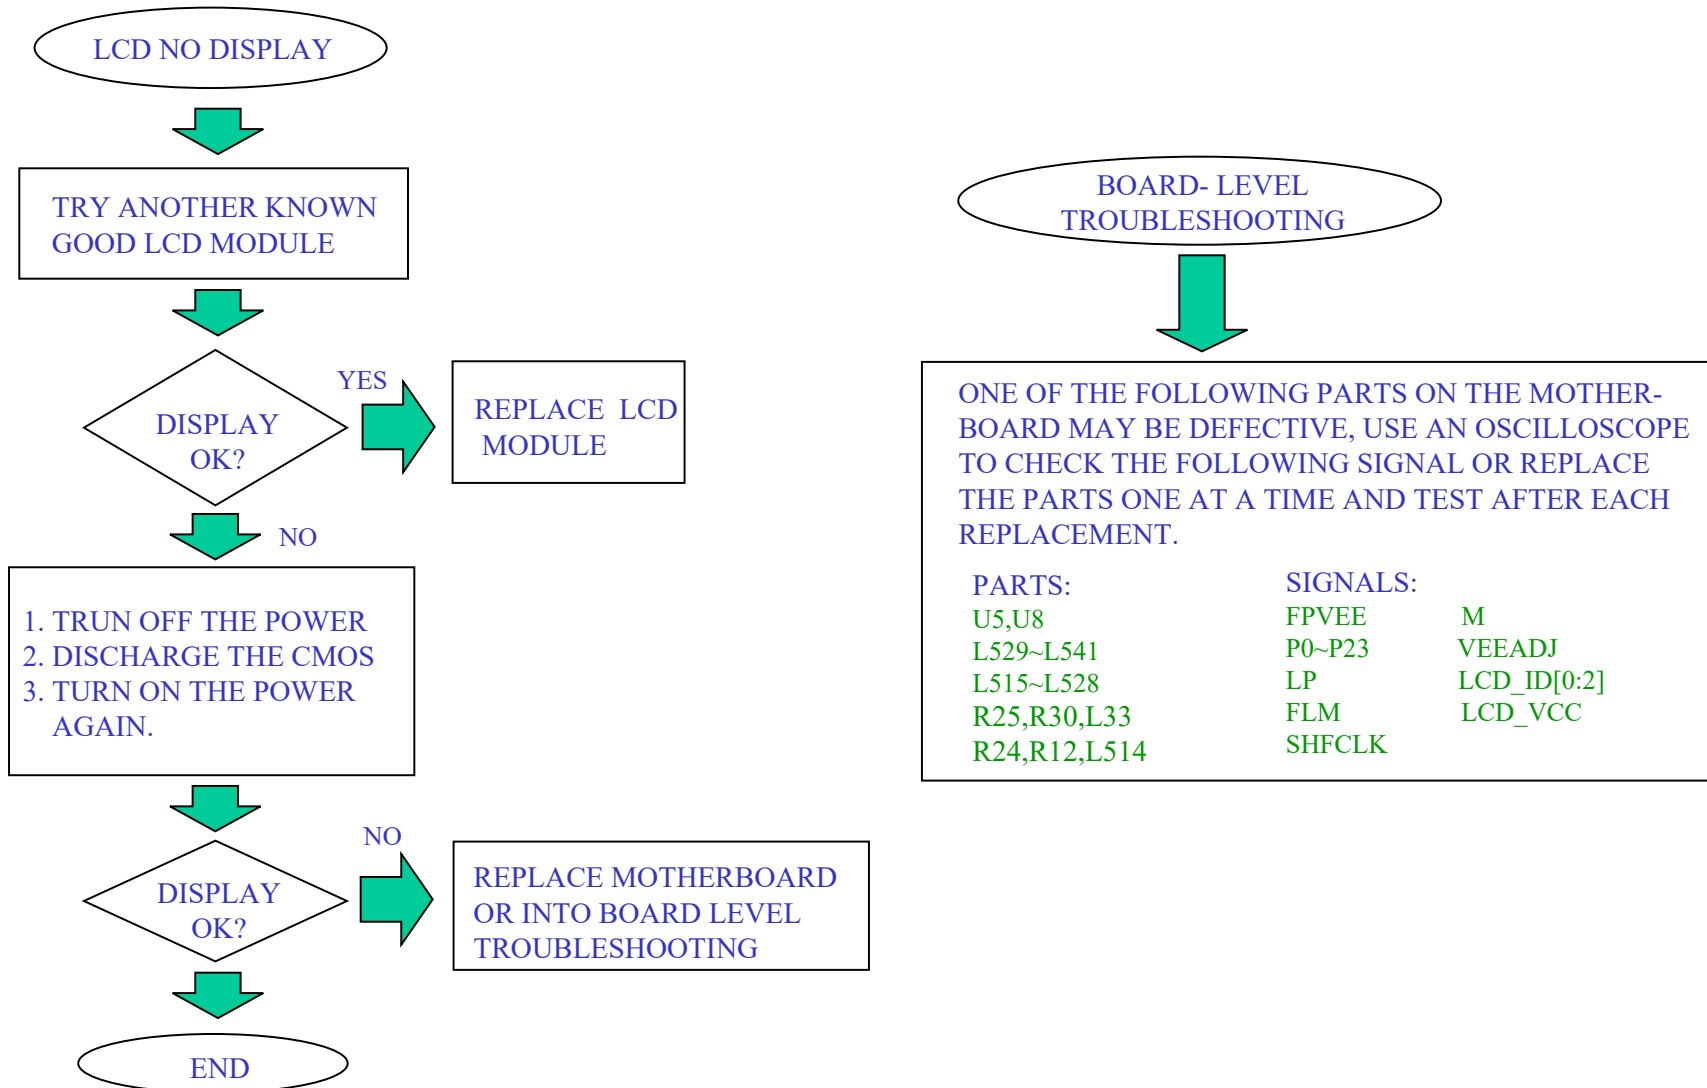 LCD NO DISPLAY
TRY ANOTHER KNOWN
GOOD LCD MODULE
DISPLAY
OK?
YES
REPLACE LCD
MODULE
NO
1. TRUN OFF THE POWER
2. DISCHARGE THE CMOS
3. TURN ON THE POWER
AGAIN.
DISPLAY
OK?
NO
REPLACE MOTHERBOARD
OR INTO BOARD LEVEL
TROUBLESHOOTING
END
BOARD- LEVEL
TROUBLESHOOTING
ONE OF THE FOLLOWING PARTS ON THE MOTHER-
BOARD MAY BE DEFECTIVE, USE AN OSCILLOSCOPE
TO CHECK THE FOLLOWING SIGNAL OR REPLACE
THE PARTS ONE AT A TIME AND TEST AFTER EACH
REPLACEMENT.
PARTS:
U5,U8
L529~L541
L515~L528
R25,R30,L33
R24,R12,L514
SIGNALS:
FPVEE M
P0~P23 VEEADJ
LP LCD_ID[0:2]
FLM LCD_VCC
SHFCLK